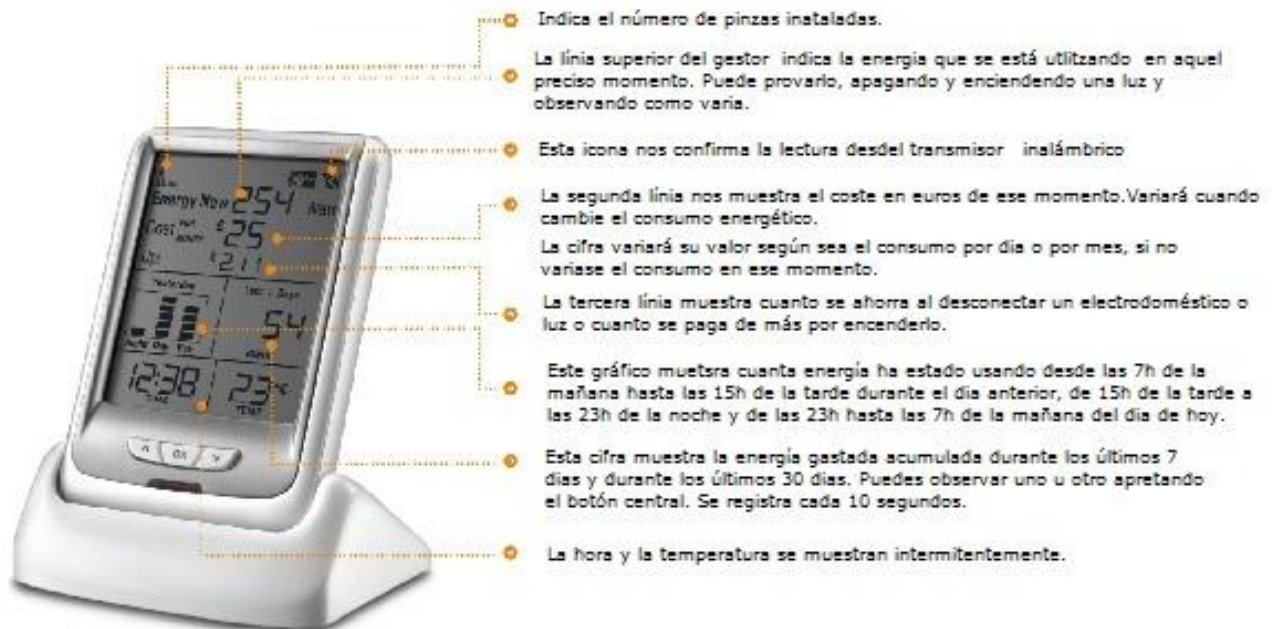 Indica el número de pinzas inataladas.
La línia superior del gestor indica la energia que se está utlitzando en aquel
preciso momento. Puede provarlo, apagando y enciendendo una luz y
observando como varia.
Esta icona nos confirma la lectura desdel transmisor inalámbrico
La segunda línia nos muestra el coste en euros de ese momento.Variará cuando
cambie el consumo energético.
La cifra variará su valor según sea el consumo por dia o por mes, si no
variase el consumo en ese momento.
La tercera línia muestra cuanto se ahorra al desconectar un electrodoméstico o
luz o cuanto se paga de más por encenderlo.
Este gráfico muetsra cuanta energía ha estado usando desde las 7h de la
mañana hasta las 15h de la tarde durante el dia anterior, de 15h de la tarde a
las 23h de la noche y de las 23h hasta las 7h de la mañana del dia de hoy.
Esta cifra muestra la energía gastada acumulada durante los últimos 7
dias y durante los últimos 30 dias. Puedes observar uno u otro apretando
el botón central. Se registra cada 10 segundos.
La hora y la temperatura se muestran intermitentemente.
Energy Now 254
Cost 25
211
Yesterday
54
12:38 23
TIME TEMP
OK